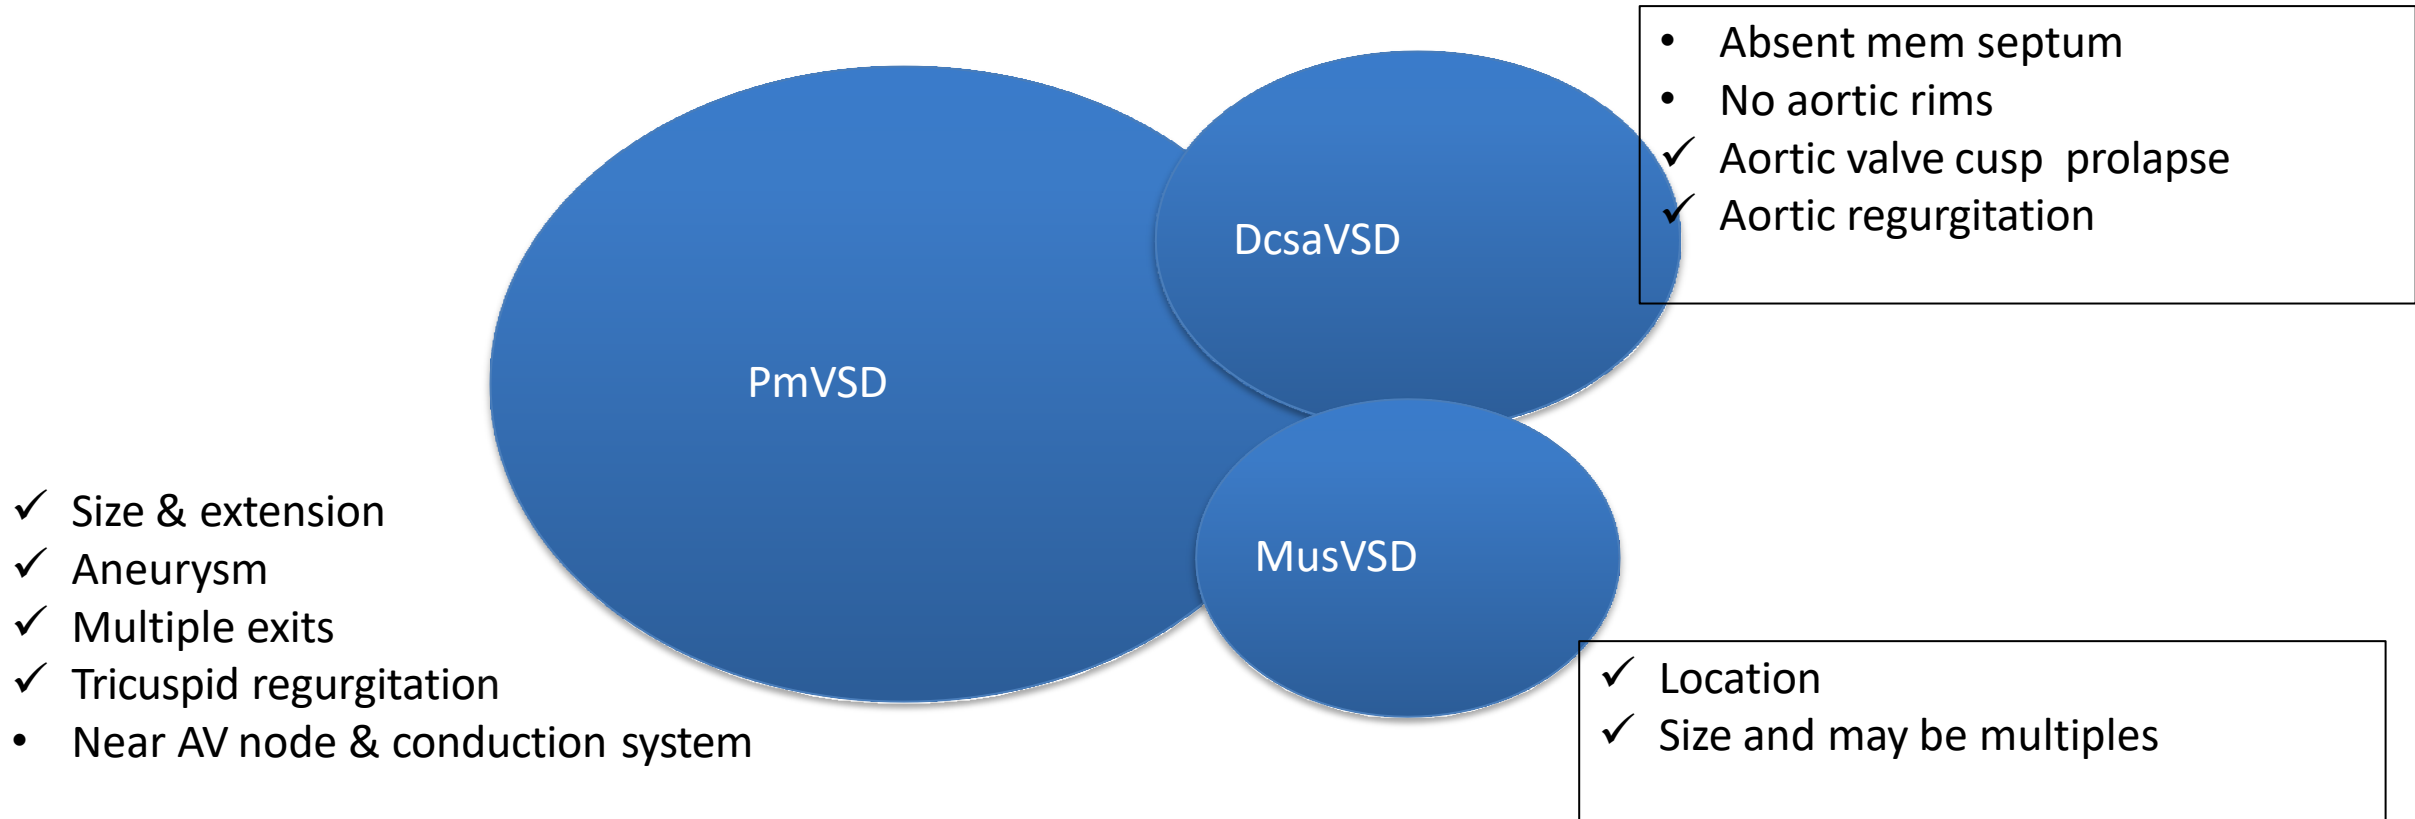 • Absent mem septum
• No aortic rims
✓ Aortic valve cusp prolapse
✓ Aortic regurgitation
DcsaVSD
PmVSD
MusVSD
✓ Size & extension
✓ Aneurysm
✓ Multiple exits
✓ Tricuspid regurgitation
• Near AV node & conduction system
✓ Location
✓ Size and may be multiples